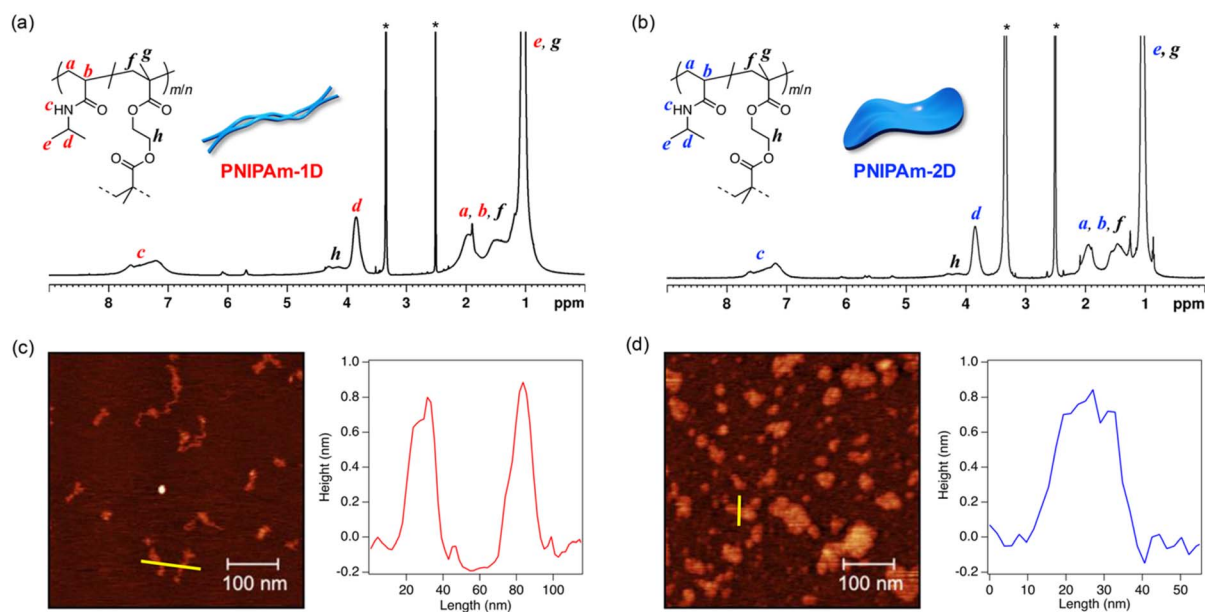 (a)
a
b
f
g
m/n
c
HN
O
O
O
h
e
d
O
O
PNIPAm-1D
*
*
e, g
d
a, b, f
c
h
8
7
6
5
4
3
2
1
ppm
(b)
a
b
f
g
m/n
c
HN
O
O
O
h
e
d
O
O
PNIPAm-2D
*
*
e, g
d
a, b, f
c
h
8
7
6
5
4
3
2
1
ppm
(c)
100 nm
Height (nm)
1.0
0.8
0.6
0.4
0.2
0.0
-0.2
20
40
60
80
100
Length (nm)
(d)
100 nm
Height (nm)
1.0
0.8
0.6
0.4
0.2
0.0
-0.2
0
10
20
30
40
50
Length (nm)